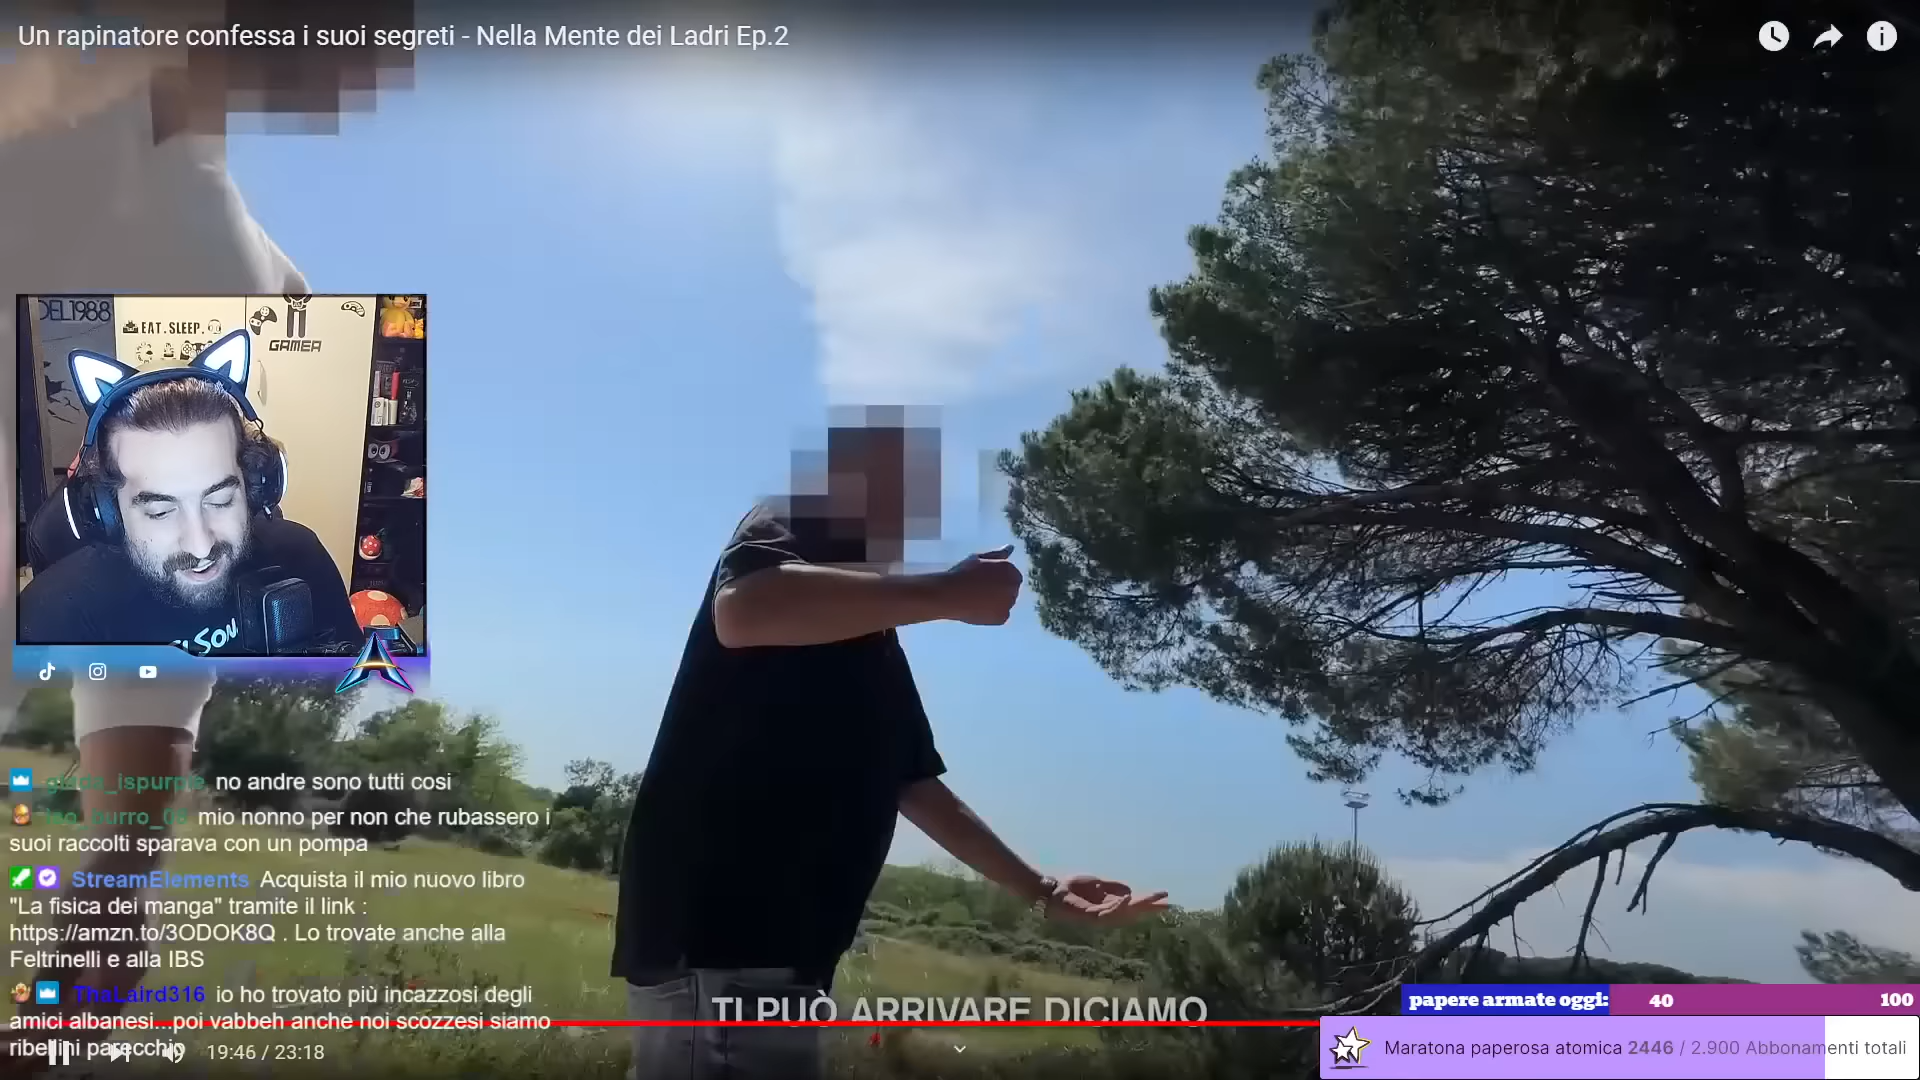 Un rapinatore confessa i suoi segreti - Nella Mente dei Ladri Ep.2
DEL1988
EAT.SLEEP.
GAMER
no andre sono tutti cosi
mio nonno per non che rubassero i
suoi raccolti sparava con un pompa
StreamElements Acquista il mio nuovo libro
"La fisica dei manga" tramite il link :
https://amzn.to/3ODOK8Q . Lo trovate anche alla
Feltrinelli e alla IBS
ThaLaird316 io ho trovato più incazzosi degli
amici albanesi...poi vabbeh anche noi scozzesi siamo
ribellini parecchio
19:46 / 23:18
TI PUÒ ARRIVARE DICIAMO
papere armate oggi: 40 100
Maratona paperosa atomica 2446 / 2.900 Abbonamenti totali